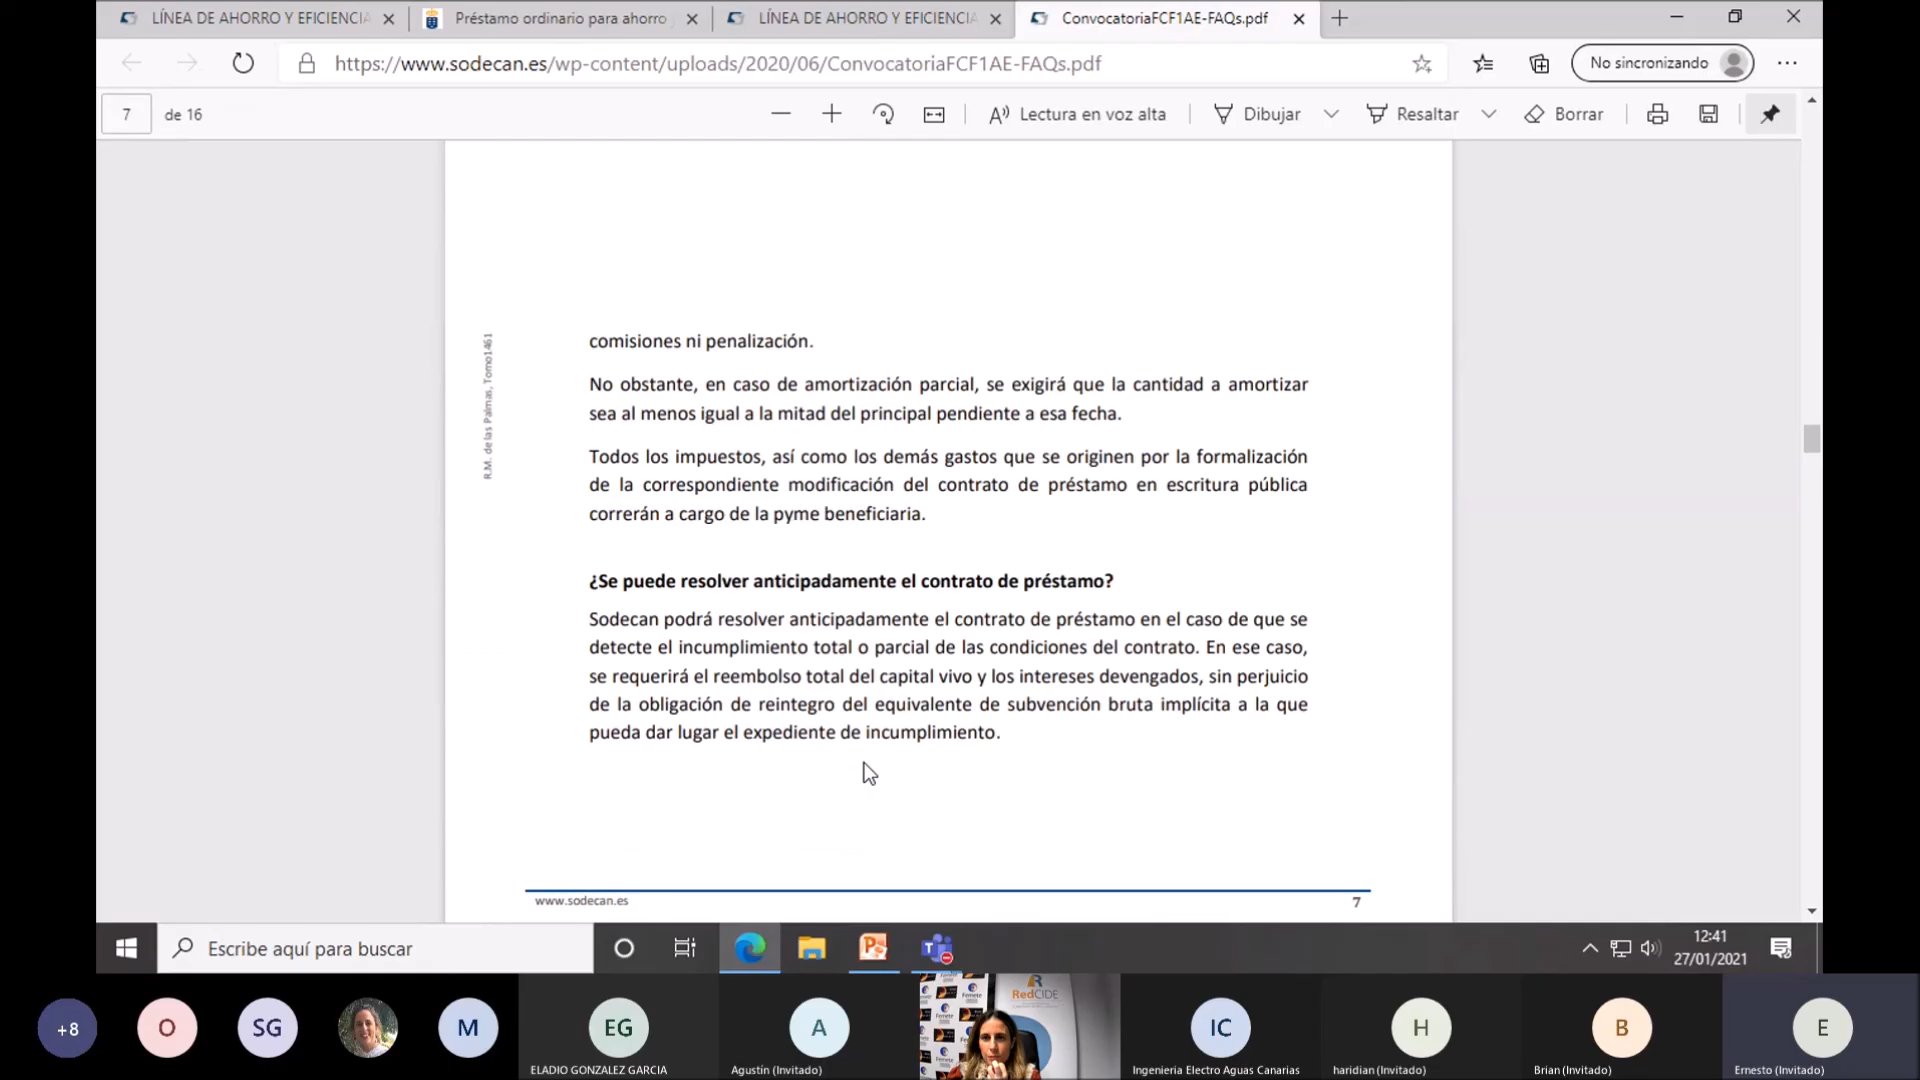 LÍNEA DE AHORRO Y EFICIENCIA
Préstamo ordinario para ahorro
LÍNEA DE AHORRO Y EFICIENCIA
ConvocatoriaFCF1AE-FAQs.pdf
https://www.sodecan.es/wp-content/uploads/2020/06/ConvocatoriaFCF1AE-FAQs.pdf
No sincronizando
7 de 16
Lectura en voz alta
Dibujar
Resaltar
Borrar
R.M. de las Palmas, Tomo1461
comisiones ni penalización.
No obstante, en caso de amortización parcial, se exigirá que la cantidad a amortizar
sea al menos igual a la mitad del principal pendiente a esa fecha.
Todos los impuestos, así como los demás gastos que se originen por la formalización
de la correspondiente modificación del contrato de préstamo en escritura pública
correrán a cargo de la pyme beneficiaria.
¿Se puede resolver anticipadamente el contrato de préstamo?
Sodecan podrá resolver anticipadamente el contrato de préstamo en el caso de que se
detecte el incumplimiento total o parcial de las condiciones del contrato. En ese caso,
se requerirá el reembolso total del capital vivo y los intereses devengados, sin perjuicio
de la obligación de reintegro del equivalente de subvención bruta implícita a la que
pueda dar lugar el expediente de incumplimiento.
www.sodecan.es
7
Escribe aquí para buscar
12:41
27/01/2021
+8
O
SG
M
EG
ELADIO GONZALEZ GARCIA
A
Agustín (Invitado)
Femete
RedCIDE
IC
Ingenieria Electro Aguas Canarias
H
haridian (Invitado)
B
Brian (Invitado)
E
Ernesto (Invitado)